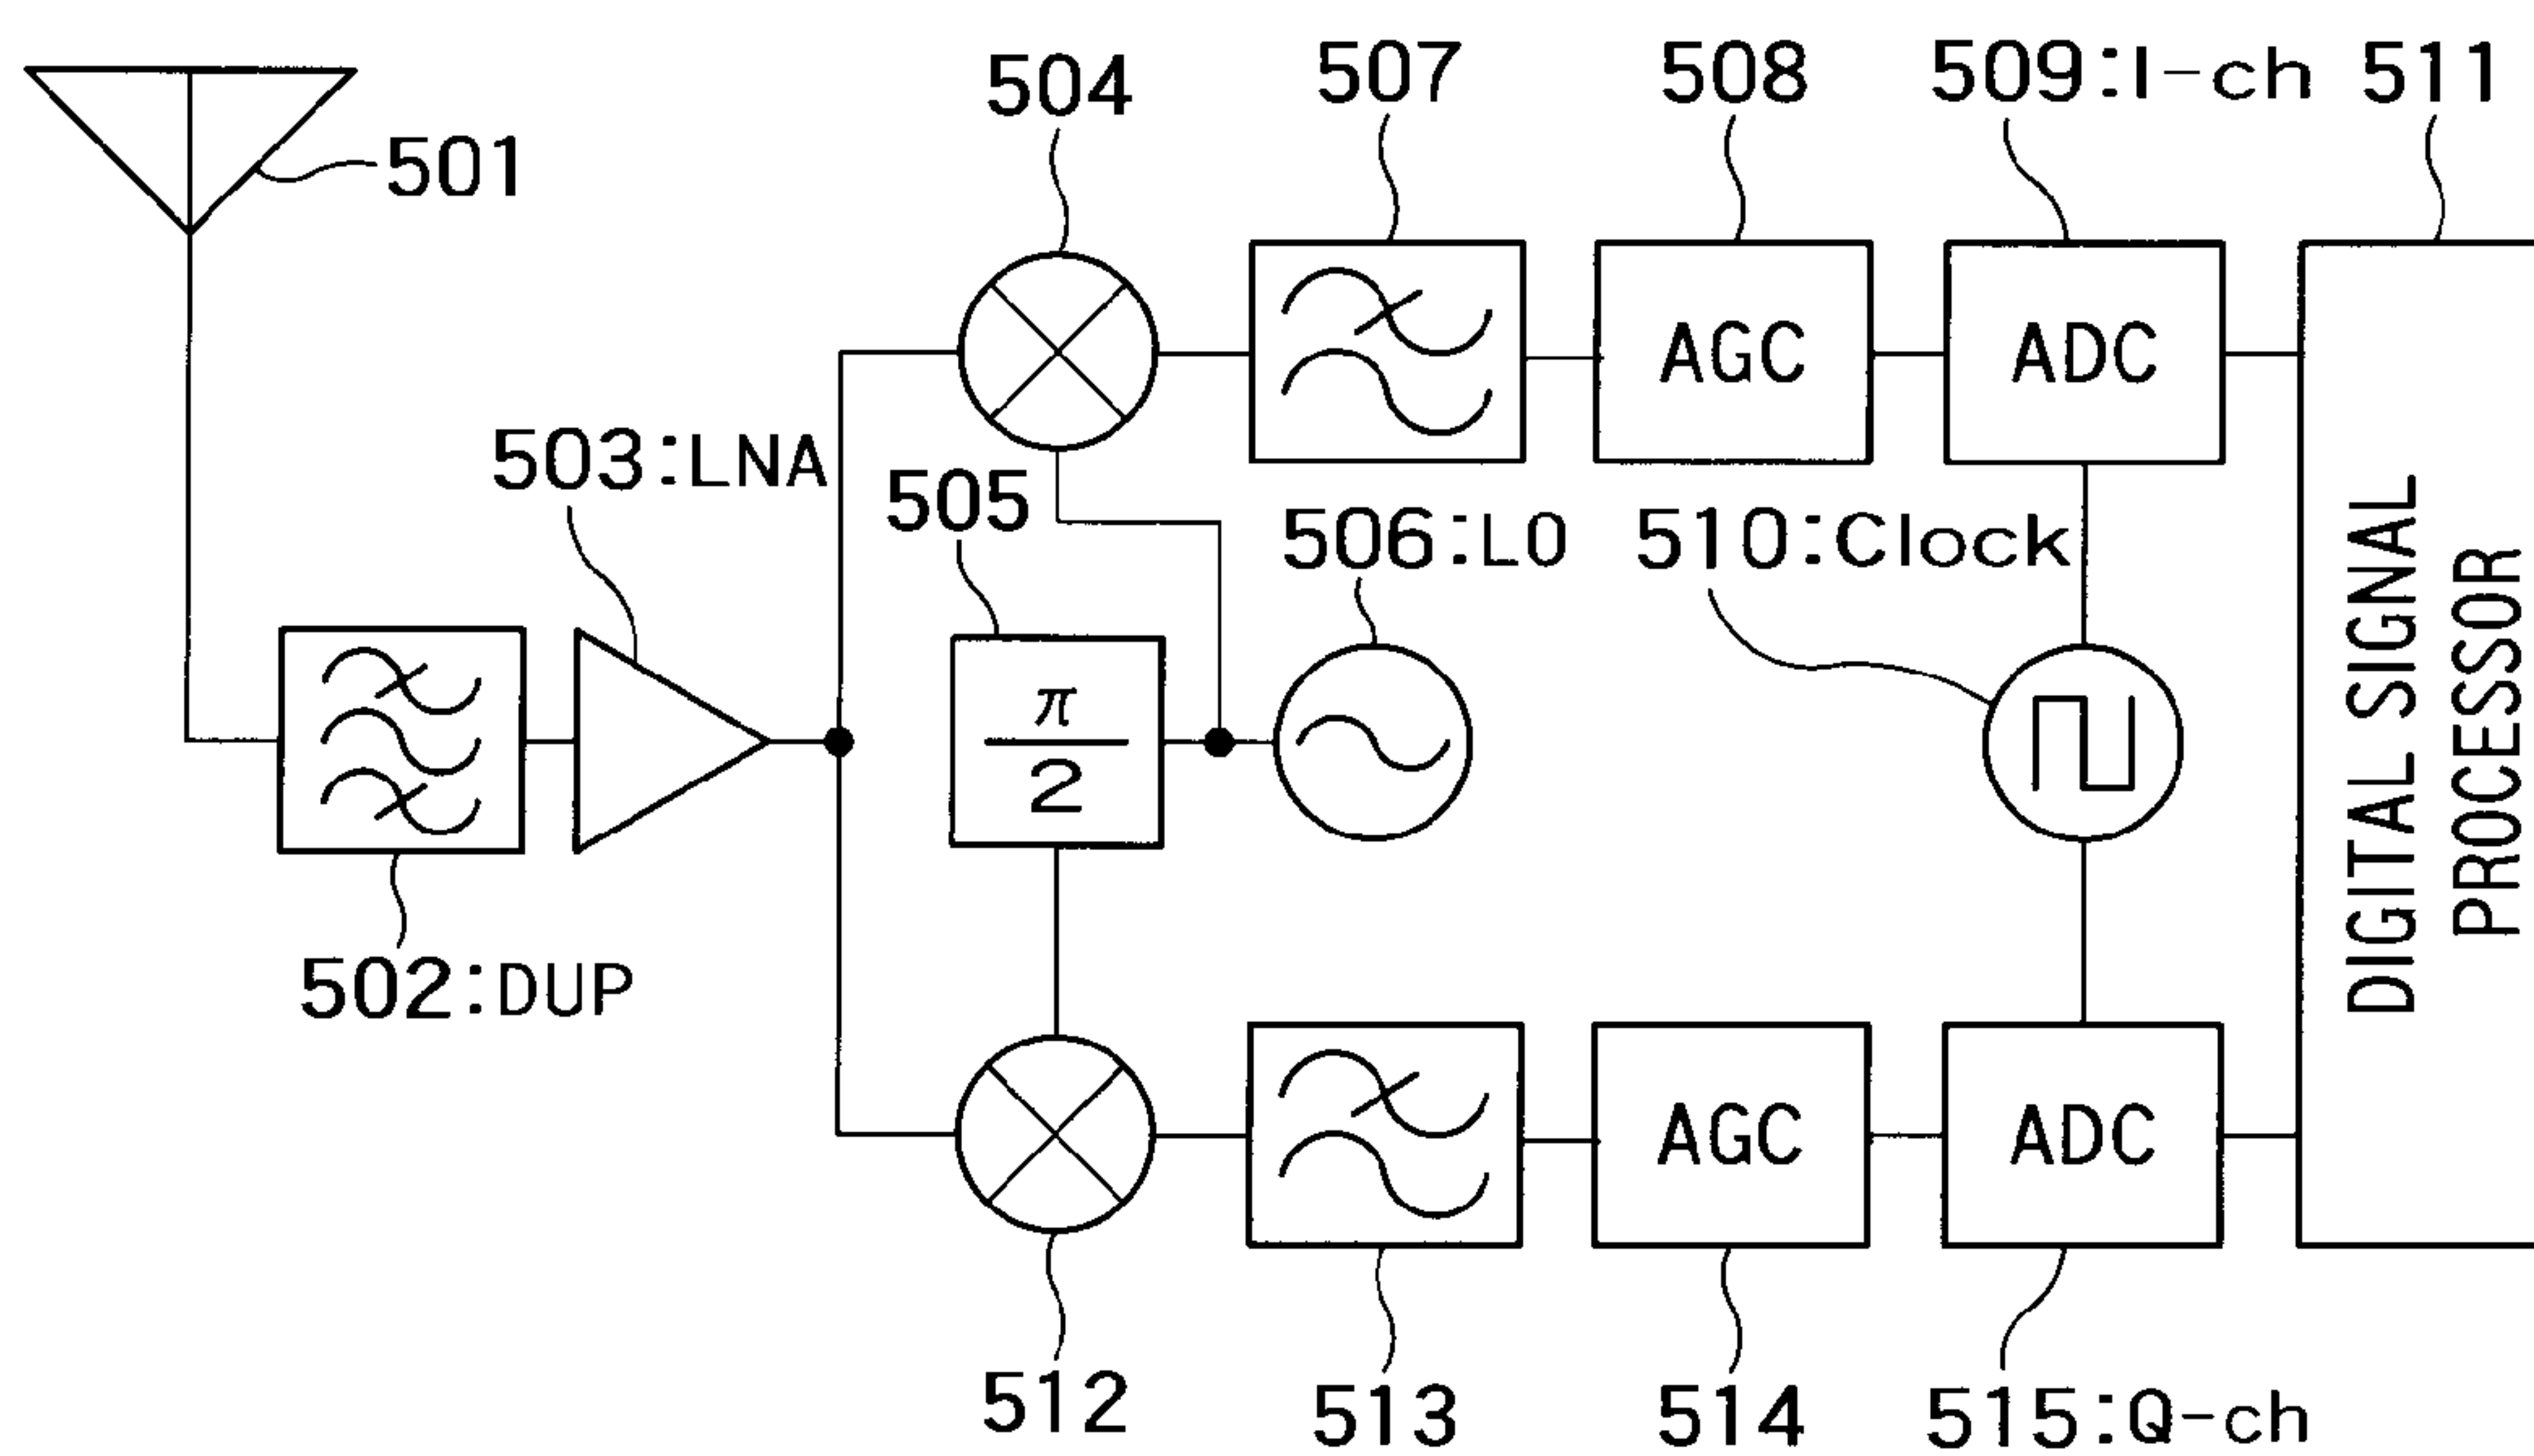 504
507
508
509:I-ch
511
501
503:LNA
505
506:LO
510:Clock
AGC
ADC
π
2
DIGITAL SIGNAL
PROCESSOR
502:DUP
AGC
ADC
512
513
514
515:Q-ch